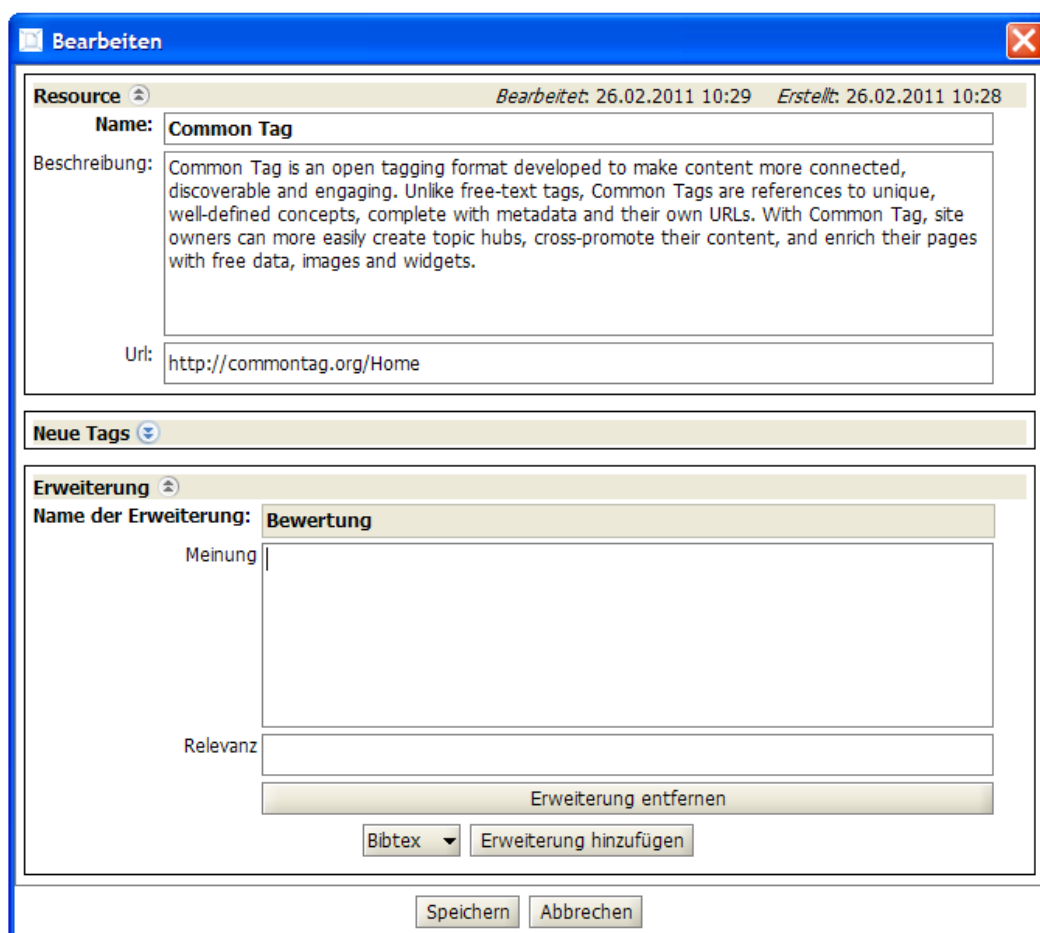 Bearbeiten
Resource Bearbeitet: 26.02.2011 10:29 Erstellt: 26.02.2011 10:28
Name: Common Tag
Beschreibung: Common Tag is an open tagging format developed to make content more connected,
discoverable and engaging. Unlike free-text tags, Common Tags are references to unique,
well-defined concepts, complete with metadata and their own URLs. With Common Tag, site
owners can more easily create topic hubs, cross-promote their content, and enrich their pages
with free data, images and widgets.
Url: http://commontag.org/Home
Neue Tags
Erweiterung
Name der Erweiterung: Bewertung
Meinung
Relevanz
Erweiterung entfernen
Bibtex Erweiterung hinzufügen
Speichern Abbrechen